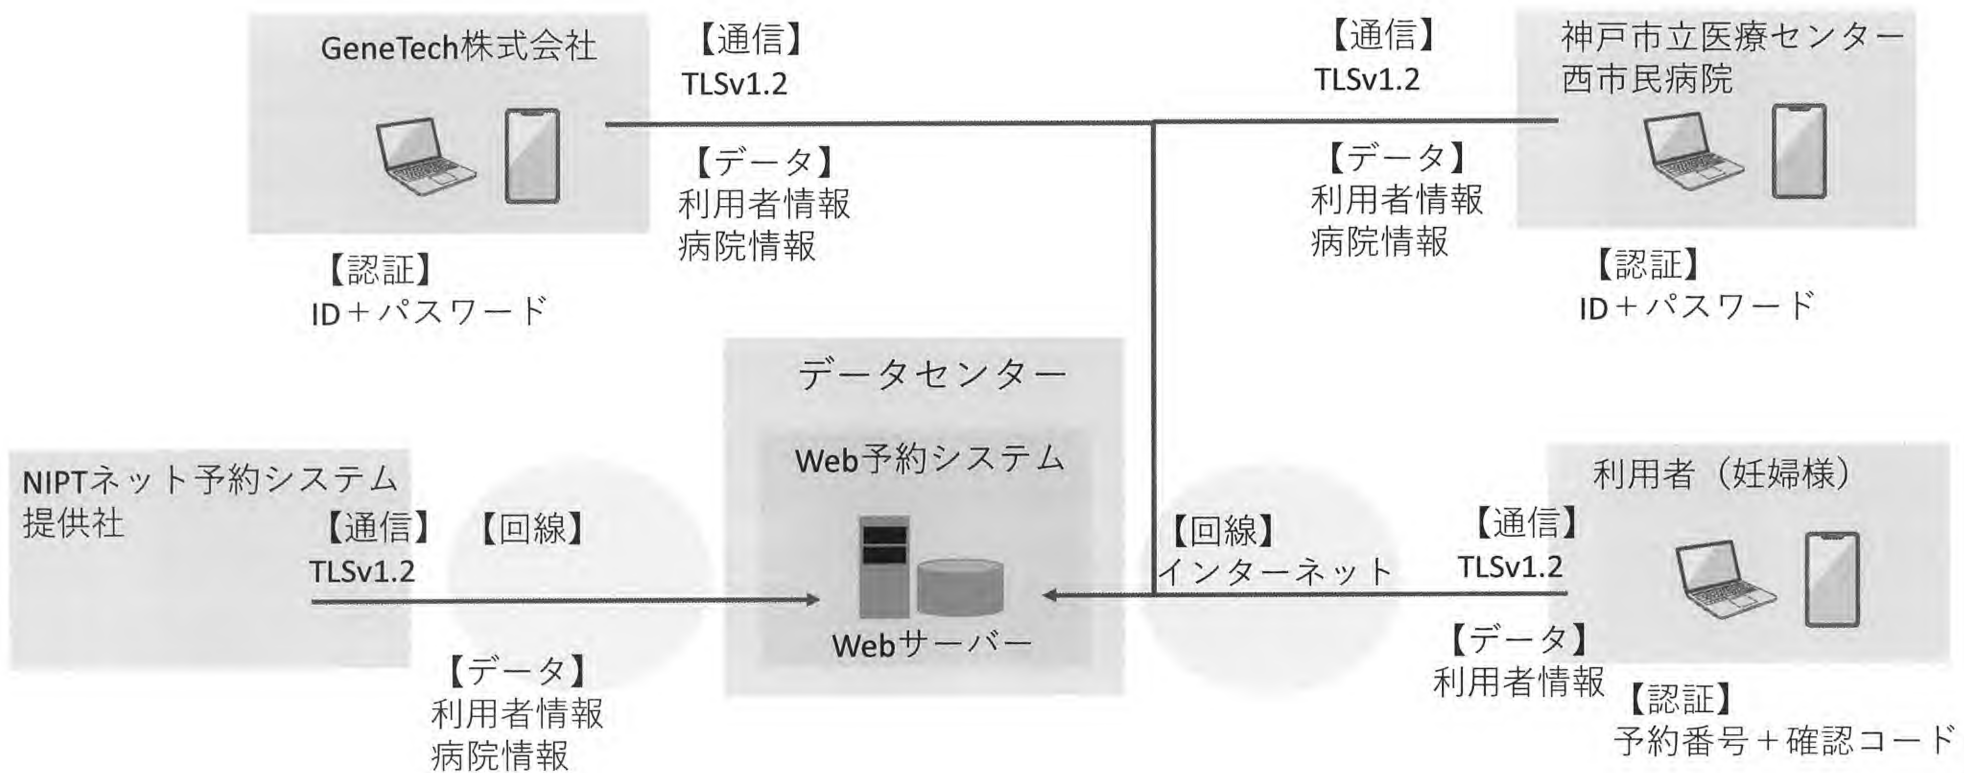 GeneTech株式会社
【通信】
TLSv1.2
【データ】
利用者情報
病院情報
【認証】
ID+パスワード
【通信】
TLSv1.2
【データ】
利用者情報
病院情報
神戸市立医療センター
西市民病院
【認証】
ID+パスワード
データセンター
Web予約システム
Webサーバー
NIPTネット予約システム
提供社
【通信】
TLSv1.2
【回線】
【データ】
利用者情報
病院情報
【回線】
インターネット
【通信】
TLSv1.2
【データ】
利用者情報
利用者(妊婦様)
【認証】
予約番号+確認コード